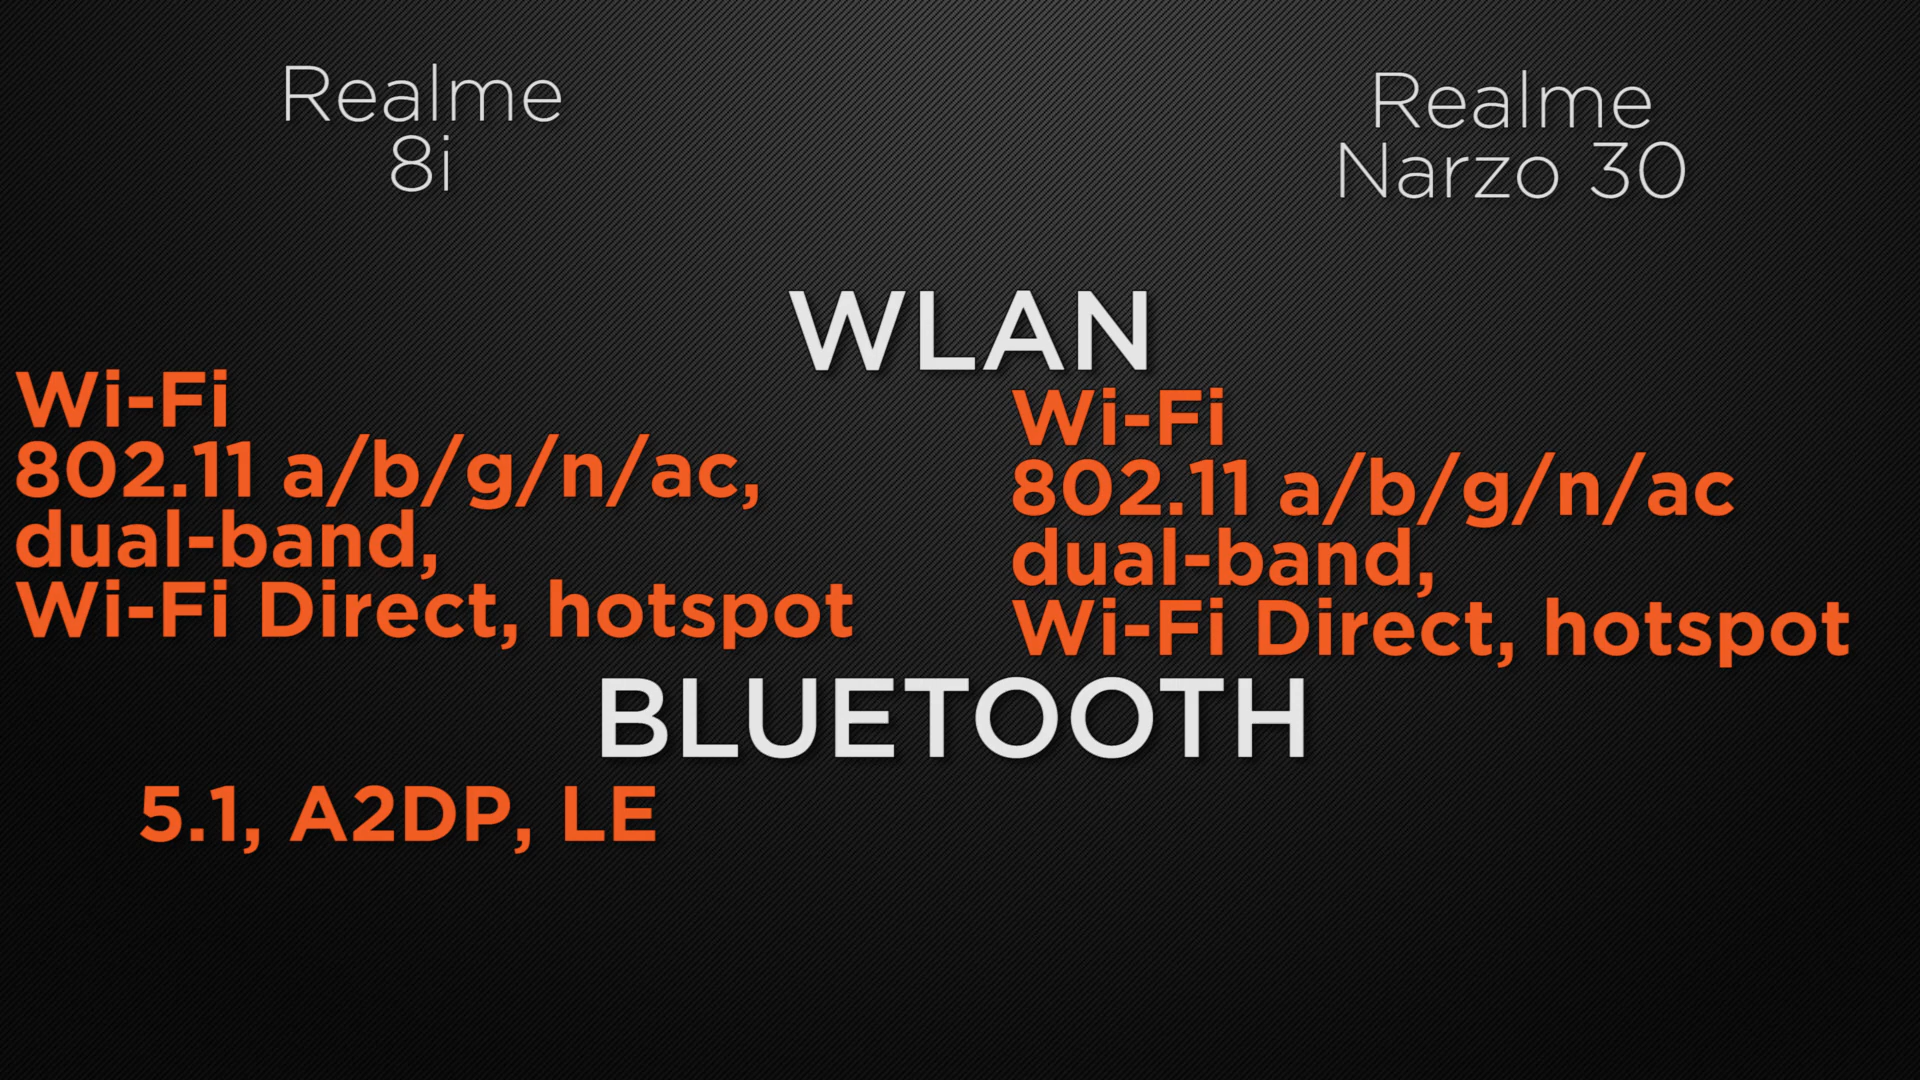 Realme
8i
Realme
Narzo 30
WLAN
Wi-Fi
802.11 a/b/g/n/ac,
dual-band,
Wi-Fi Direct, hotspot
Wi-Fi
802.11 a/b/g/n/ac
dual-band,
Wi-Fi Direct, hotspot
BLUETOOTH
5.1, A2DP, LE